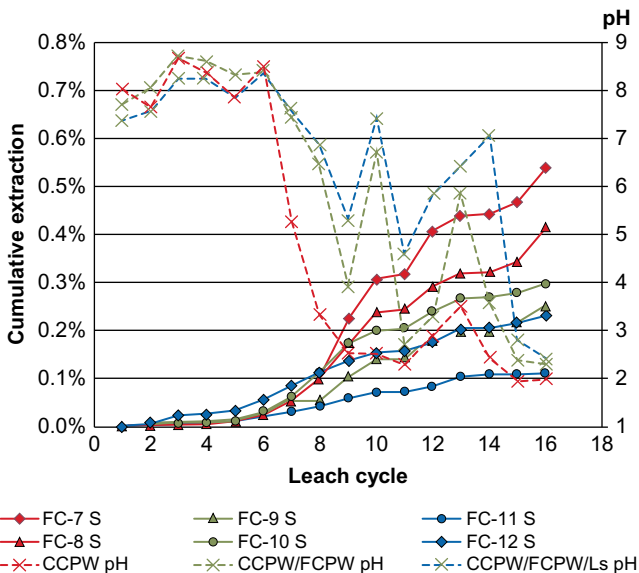 pH
0.8% 9
0.7% 8
0.6% 7
0.5% 6
0.4% 5
0.3% 4
0.2% 3
0.1% 2
0.0% 1
Cumulative extraction
0 2 4 6 8 10 12 14 16 18
Leach cycle
FC-7 S FC-9 S FC-11 S
FC-8 S FC-10 S FC-12 S
CCPW pH CCPW/FCPW pH CCPW/FCPW/Ls pH